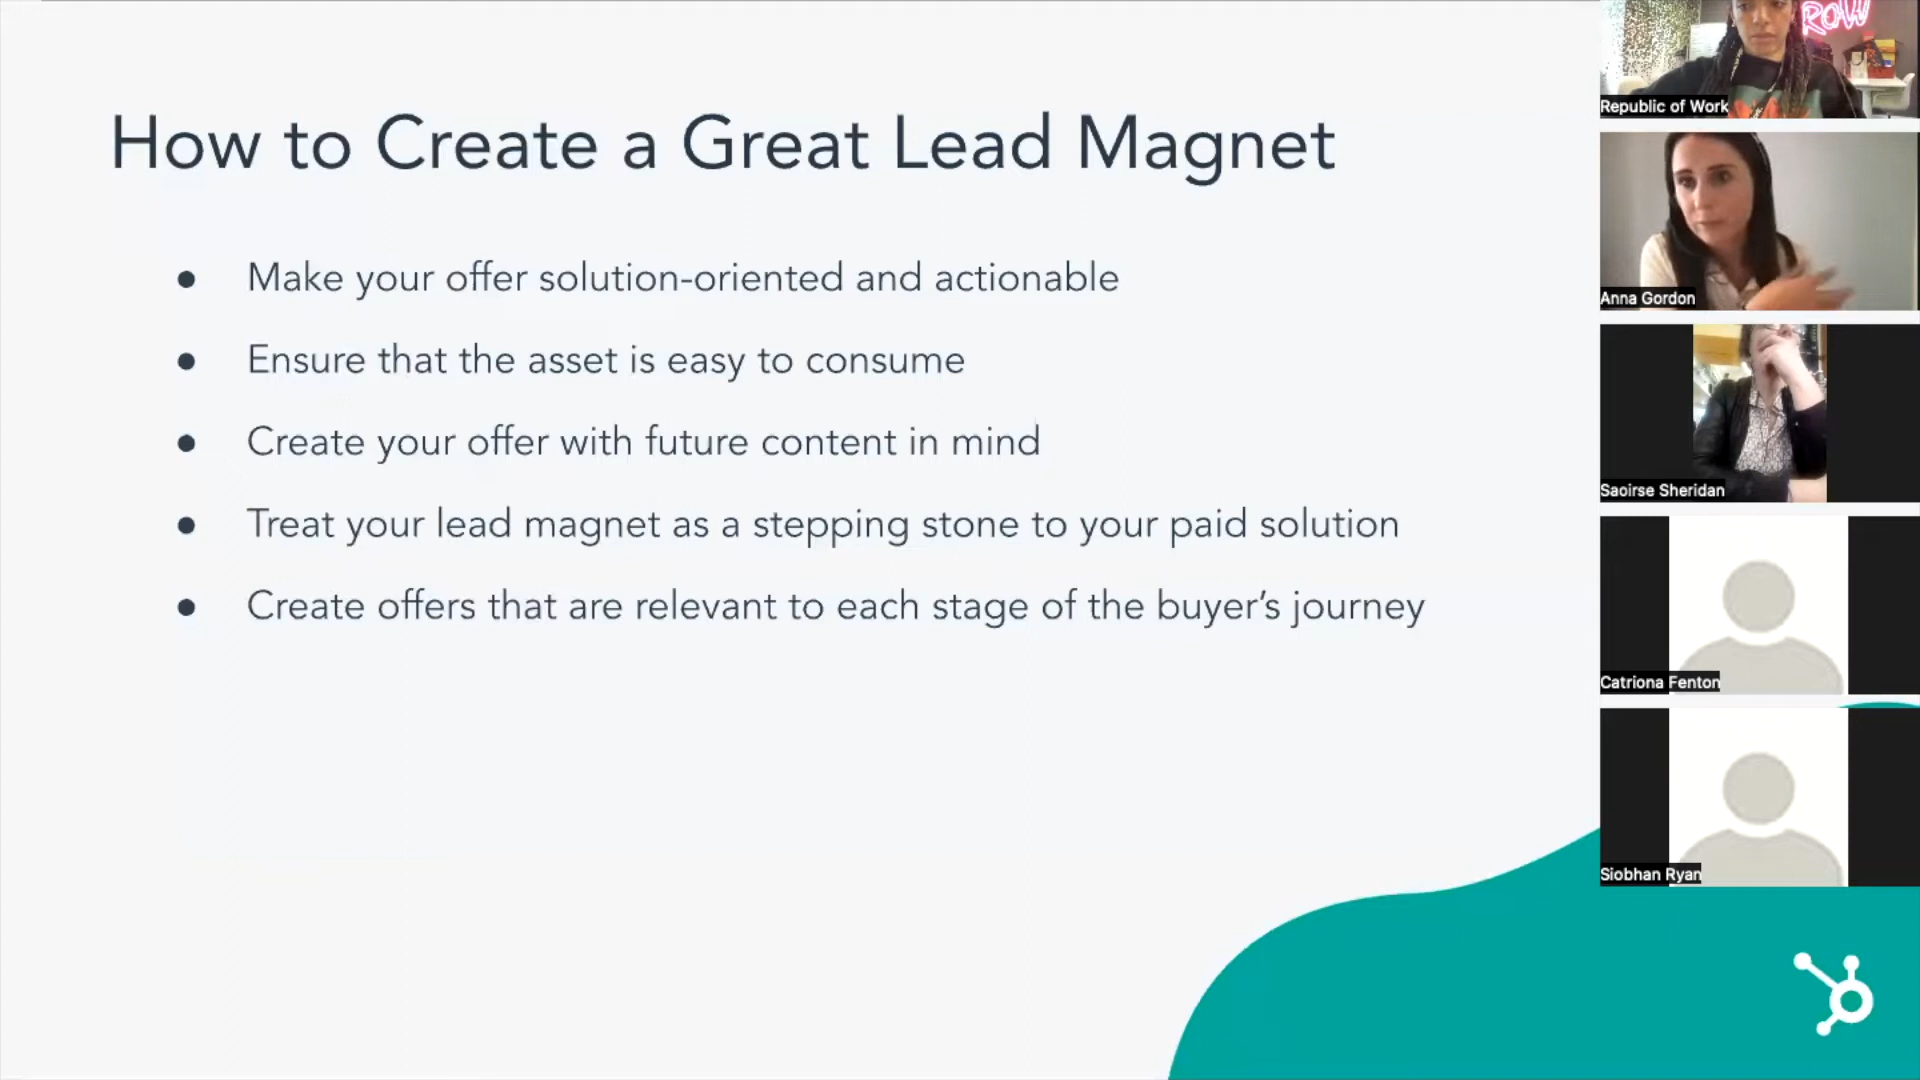 How to Create a Great Lead Magnet
● Make your offer solution-oriented and actionable
● Ensure that the asset is easy to consume
● Create your offer with future content in mind
● Treat your lead magnet as a stepping stone to your paid solution
● Create offers that are relevant to each stage of the buyer’s journey
ROW
Republic of Work
Anna Gordon
Saoirse Sheridan
Catriona Fenton
Siobhan Ryan